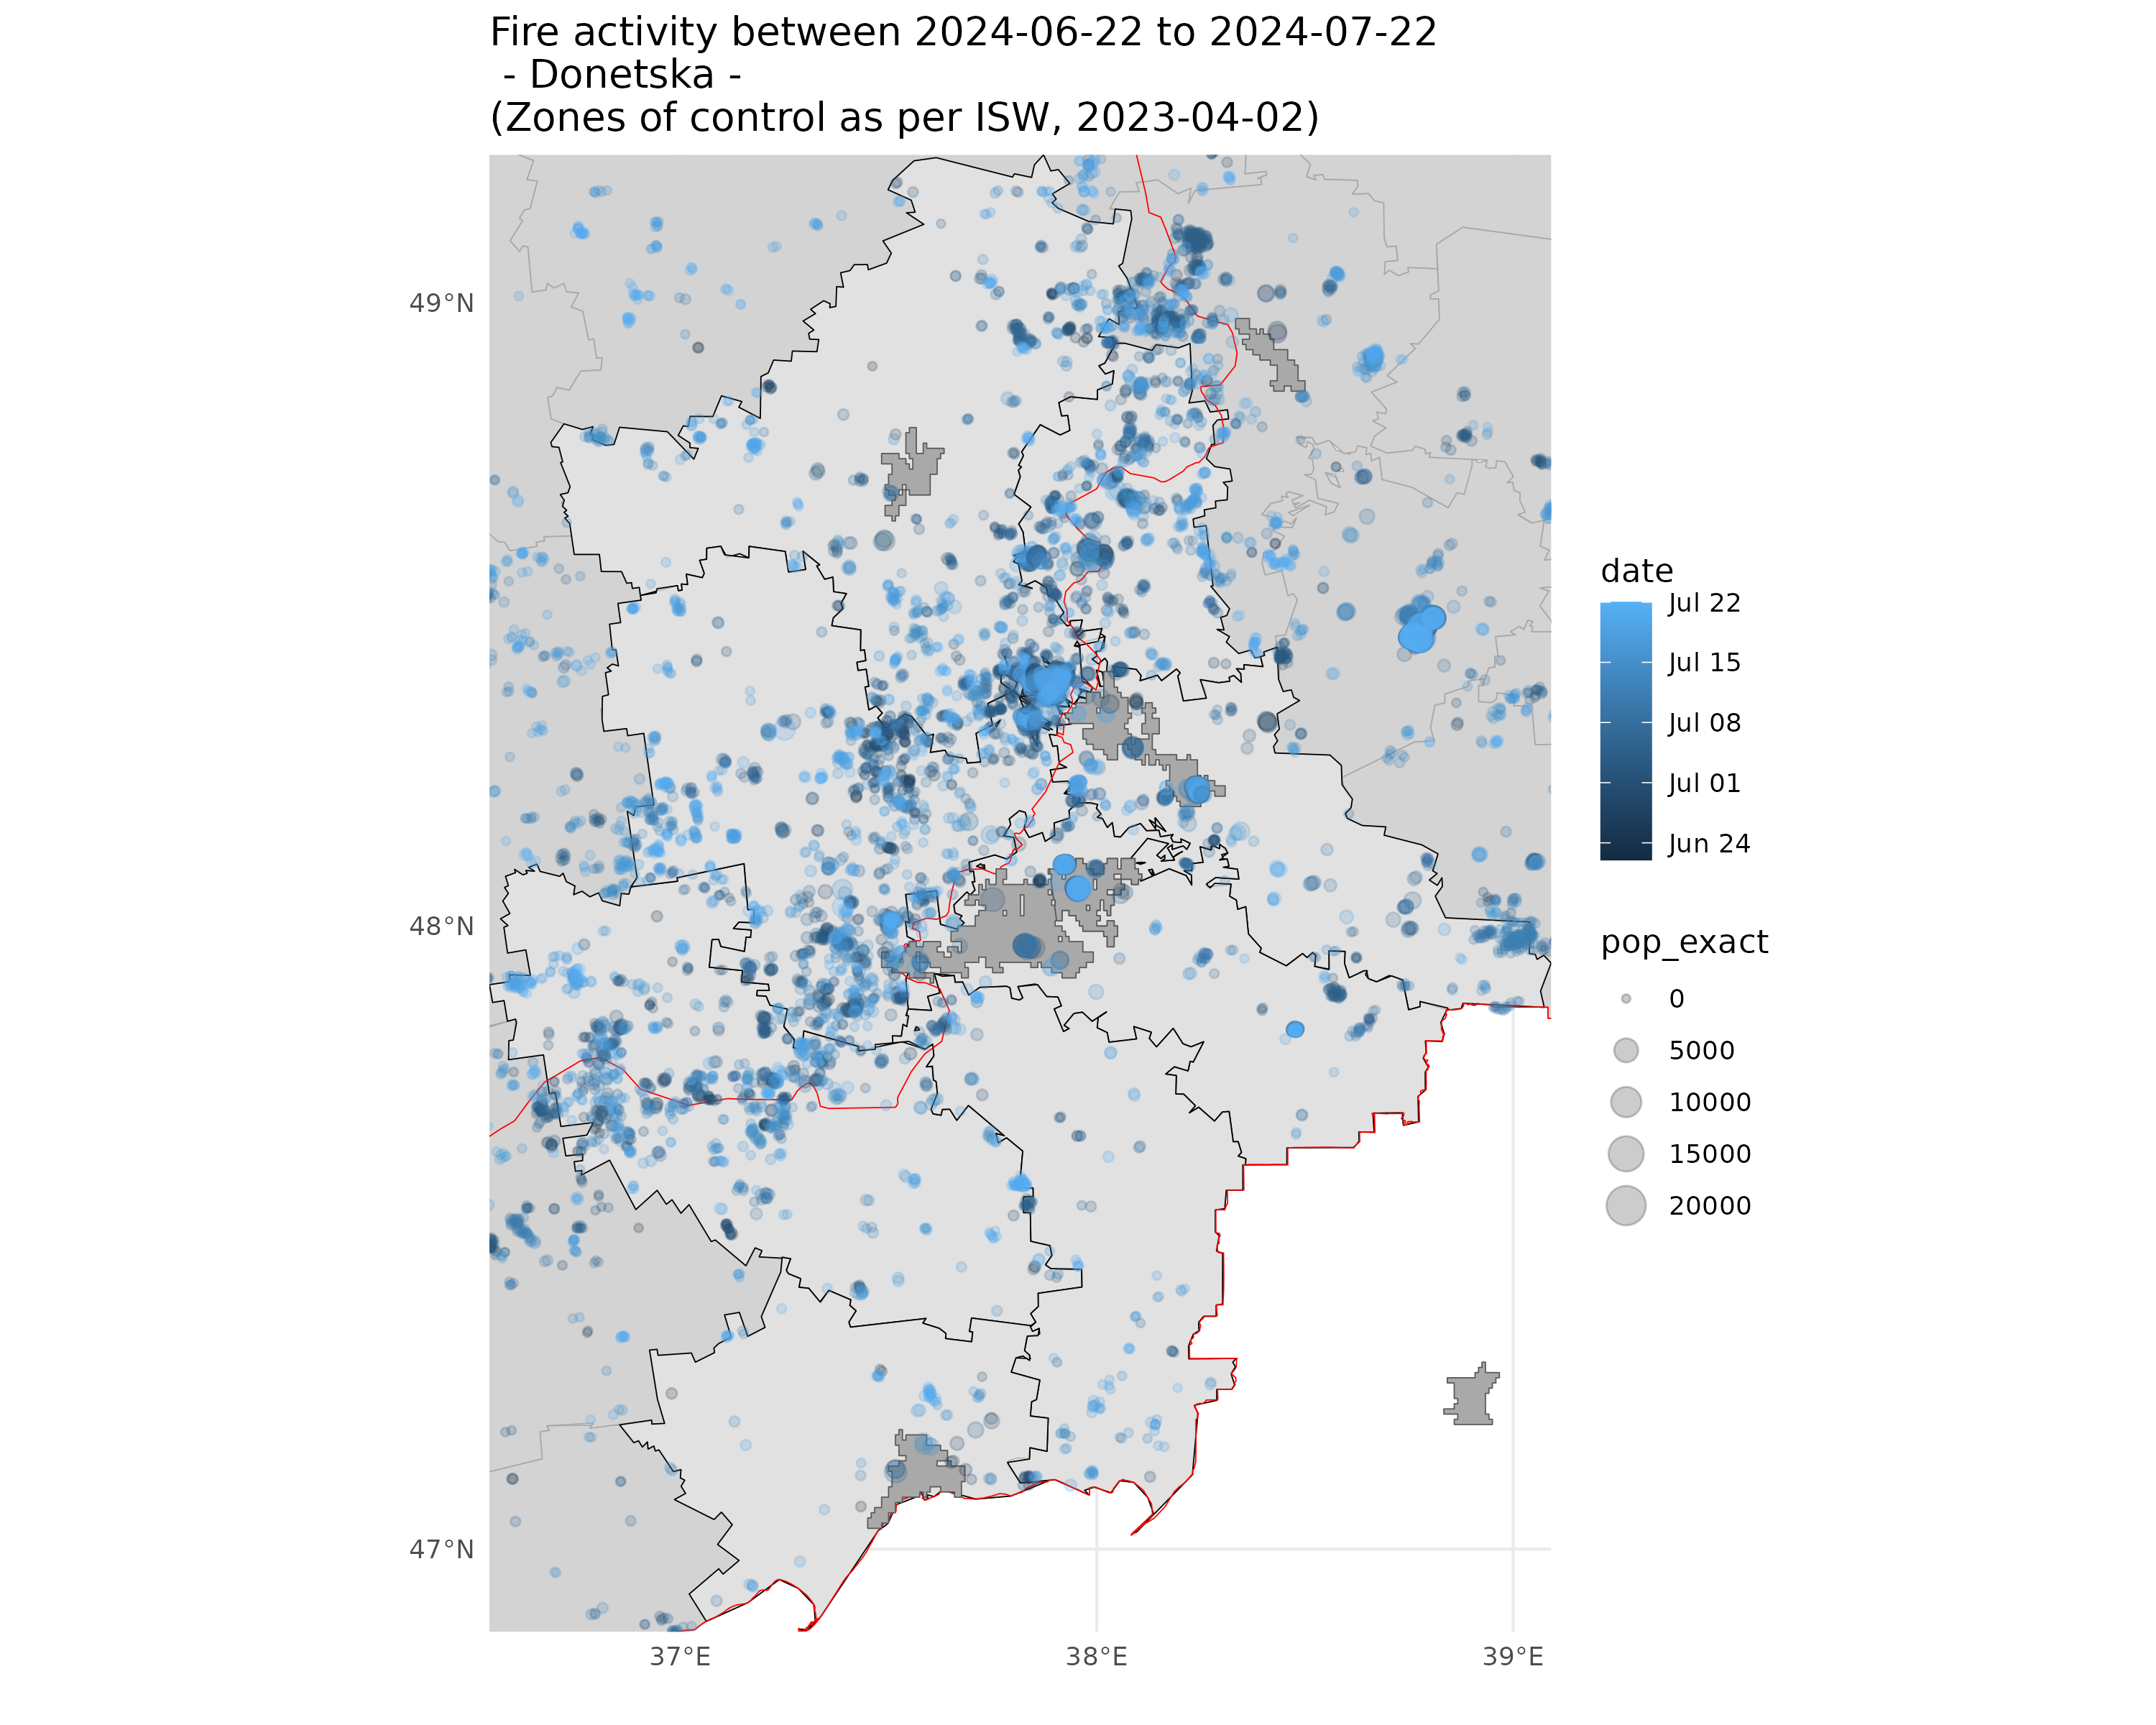 Fire activity between 2024-06-22 to 2024-07-22
- Donetska -
(Zones of control as per ISW, 2023-04-02)
49°N
48°N
47°N
37°E
38°E
39°E
date
Jul 22
Jul 15
Jul 08
Jul 01
Jun 24
pop_exact
0
5000
10000
15000
20000